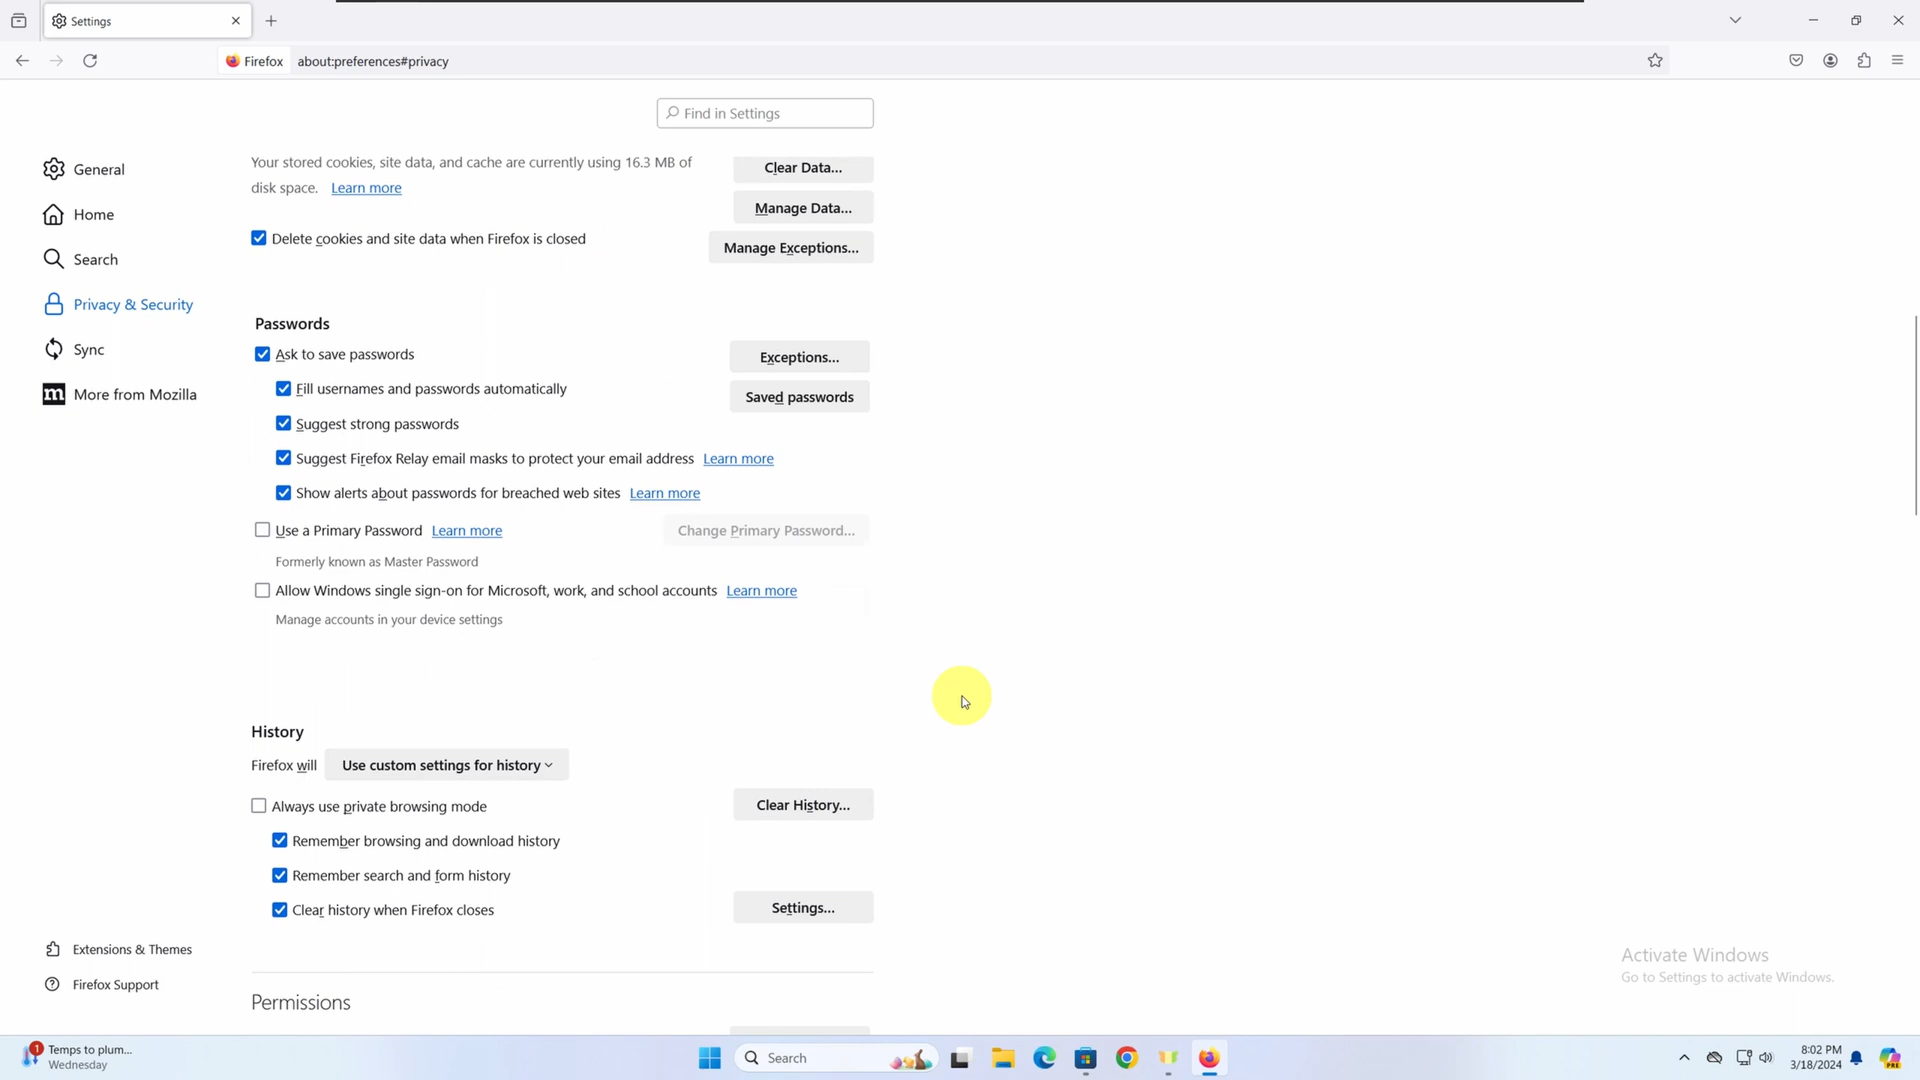 Settings
Firefox about:preferences#privacy
Find in Settings
General
Home
Search
Privacy & Security
Sync
More from Mozilla
Extensions & Themes
Firefox Support
Your stored cookies, site data, and cache are currently using 16.3 MB of
disk space. Learn more
Clear Data...
Manage Data...
Delete cookies and site data when Firefox is closed
Manage Exceptions...
Passwords
Ask to save passwords
Exceptions...
Fill usernames and passwords automatically
Saved passwords
Suggest strong passwords
Suggest Firefox Relay email masks to protect your email address Learn more
Show alerts about passwords for breached web sites Learn more
Use a Primary Password Learn more
Change Primary Password...
Formerly known as Master Password
Allow Windows single sign-on for Microsoft, work, and school accounts Learn more
Manage accounts in your device settings
History
Firefox will Use custom settings for history
Always use private browsing mode
Clear History...
Remember browsing and download history
Remember search and form history
Clear history when Firefox closes
Settings...
Permissions
Activate Windows
Go to Settings to activate Windows.
1
Temps to plum...
Wednesday
Search
8:02 PM
3/18/2024
PRE